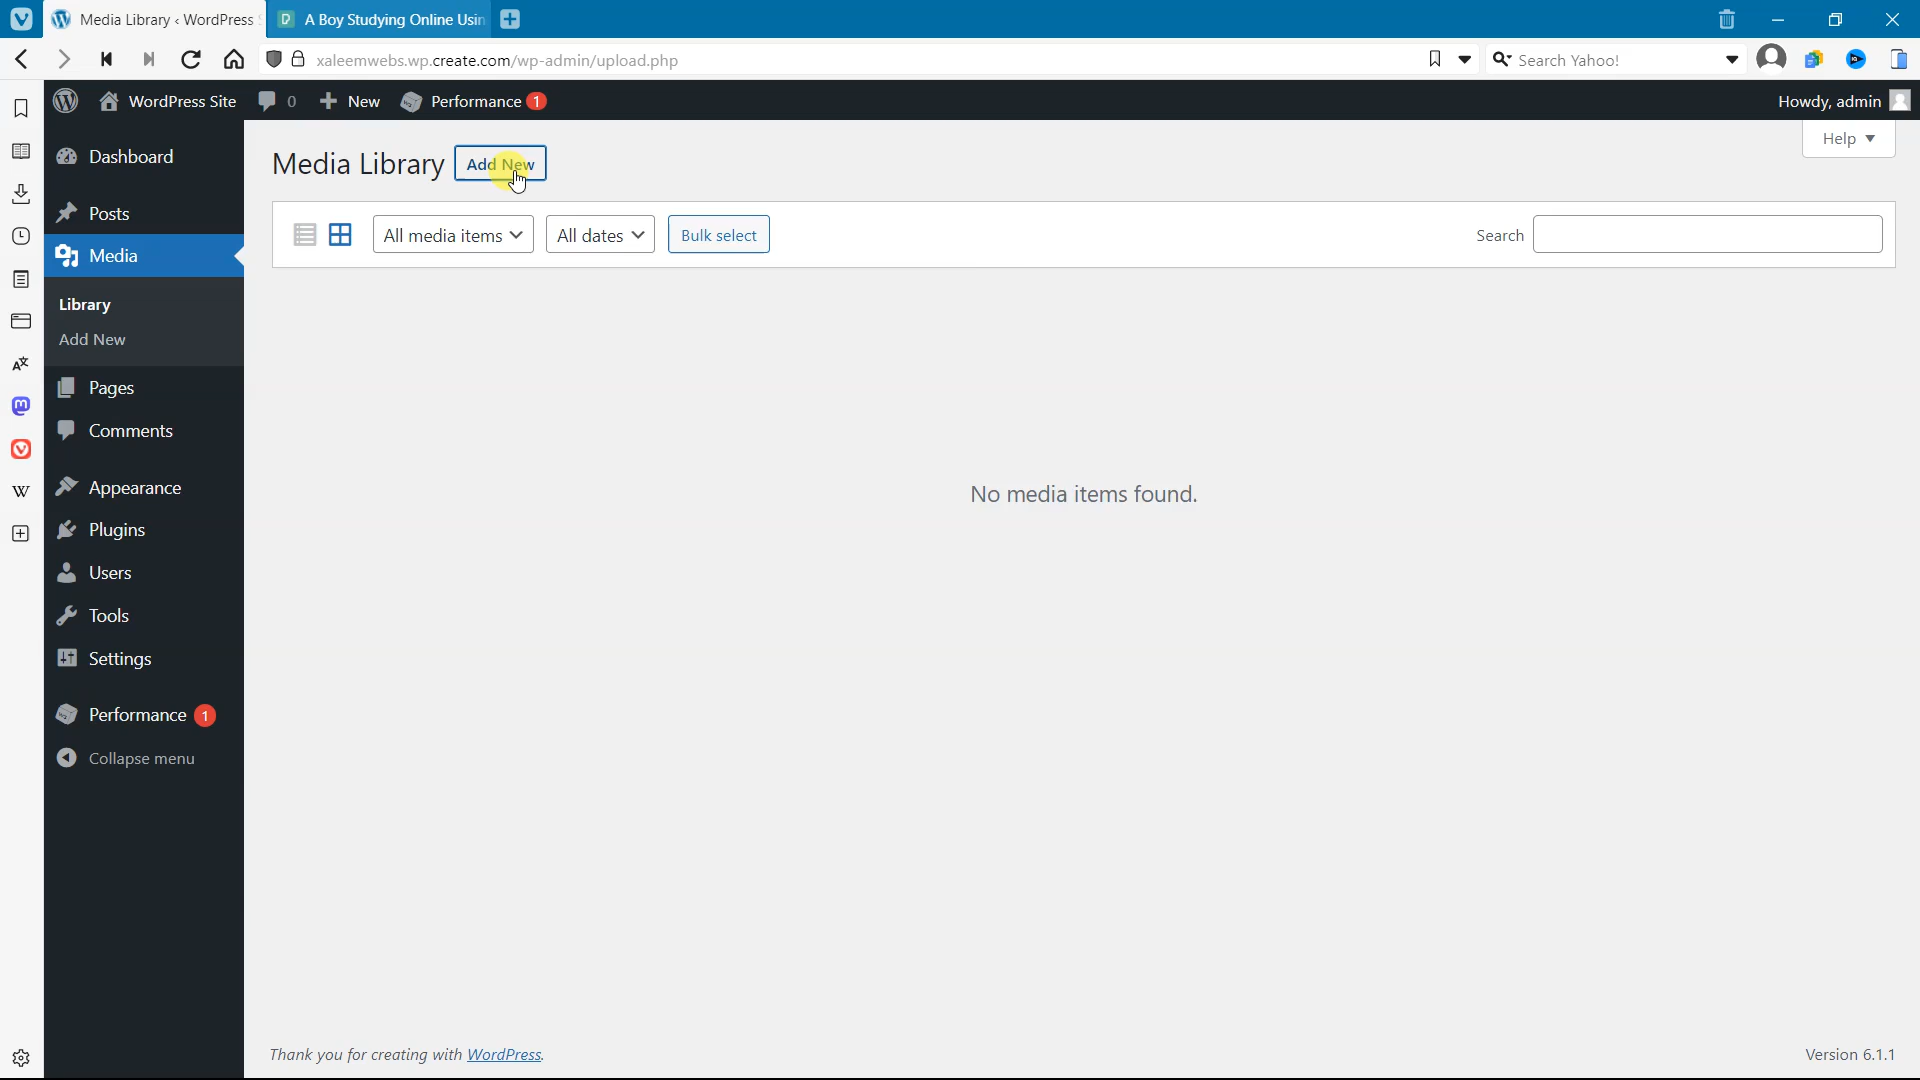 Media Library ‹ WordPress
A Boy Studying Online Usin
xaleemwebs.wp.create.com/wp-admin/upload.php
Search Yahoo!
WordPress Site
0
New
Performance 1
Howdy, admin
Dashboard
Posts
Media
Library
Add New
Pages
Comments
Appearance
Plugins
Users
Tools
Settings
Performance 1
Collapse menu
Media Library
Add New
Help
All media items
All dates
Bulk select
Search
No media items found.
Thank you for creating with WordPress.
Version 6.1.1